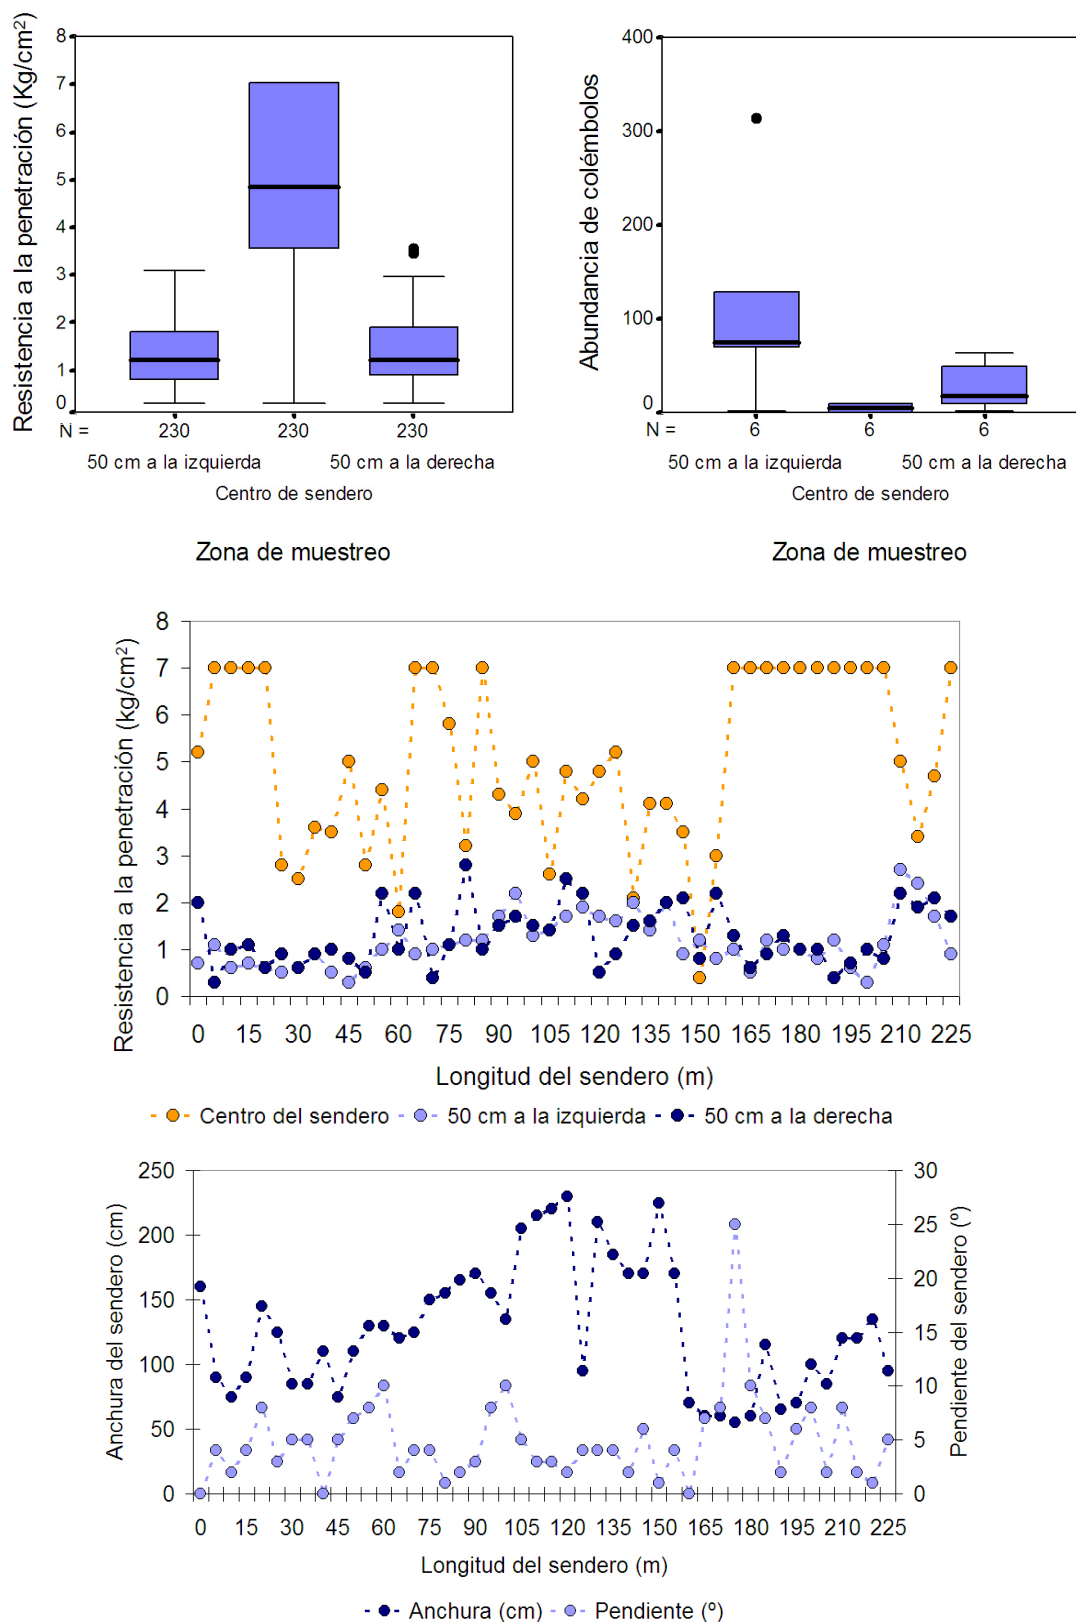 Resistencia a la penetración (Kg/cm²)
8
7
6
5
4
3
2
1
0
N = 230 230 230
50 cm a la izquierda 50 cm a la derecha
Centro de sendero
Zona de muestreo
Abundancia de colémbolos
400
300
200
100
0
N = 6 6 6
50 cm a la izquierda 50 cm a la derecha
Centro de sendero
Zona de muestreo
Resistencia a la penetración (kg/cm²)
8
7
6
5
4
3
2
1
0
0 15 30 45 60 75 90 105 120 135 150 165 180 195 210 225
Longitud del sendero (m)
Centro del sendero 50 cm a la izquierda 50 cm a la derecha
Anchura del sendero (cm)
250
200
150
100
50
0
Pendiente del sendero (º)
30
25
20
15
10
5
0
0 15 30 45 60 75 90 105 120 135 150 165 180 195 210 225
Longitud del sendero (m)
Anchura (cm) Pendiente (º)